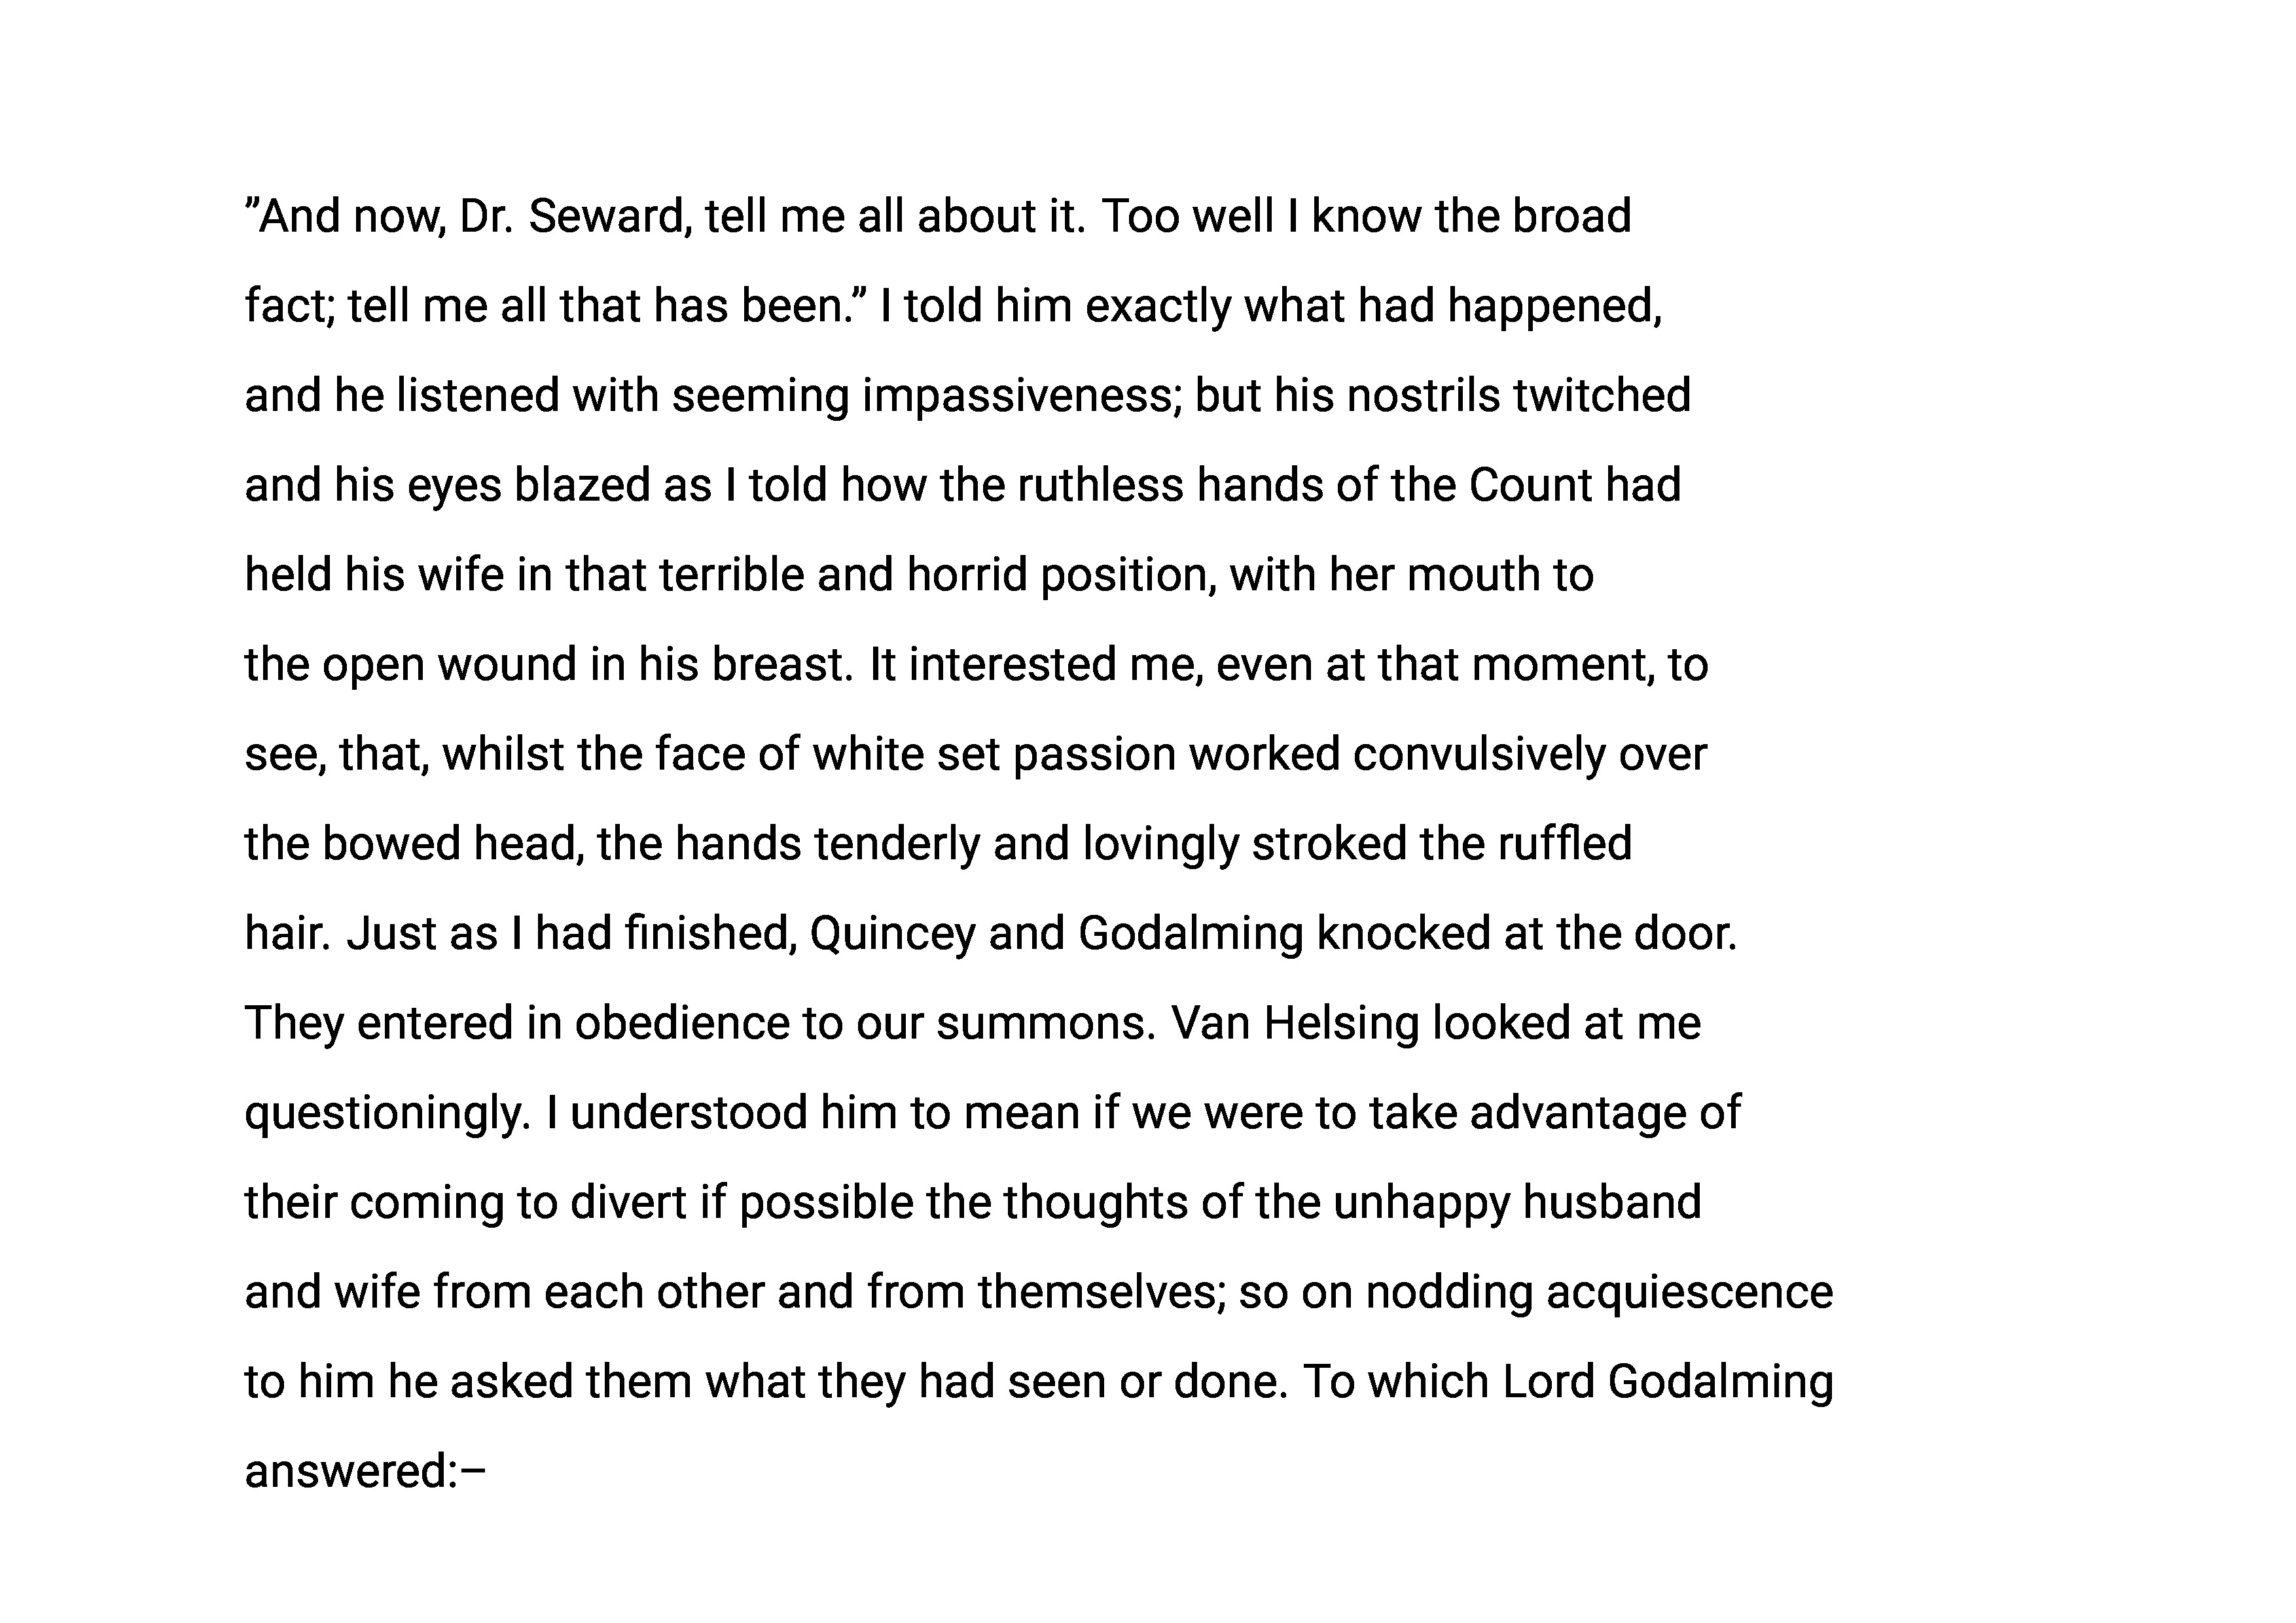 ”And now, Dr. Seward, tell me all about it. Too well I know the broad
fact; tell me all that has been.” I told him exactly what had happened,
and he listened with seeming impassiveness; but his nostrils twitched
and his eyes blazed as I told how the ruthless hands of the Count had
held his wife in that terrible and horrid position, with her mouth to
the open wound in his breast. It interested me, even at that moment, to
see, that, whilst the face of white set passion worked convulsively over
the bowed head, the hands tenderly and lovingly stroked the ruffled
hair. Just as I had finished, Quincey and Godalming knocked at the door.
They entered in obedience to our summons. Van Helsing looked at me
questioningly. I understood him to mean if we were to take advantage of
their coming to divert if possible the thoughts of the unhappy husband
and wife from each other and from themselves; so on nodding acquiescence
to him he asked them what they had seen or done. To which Lord Godalming
answered:–